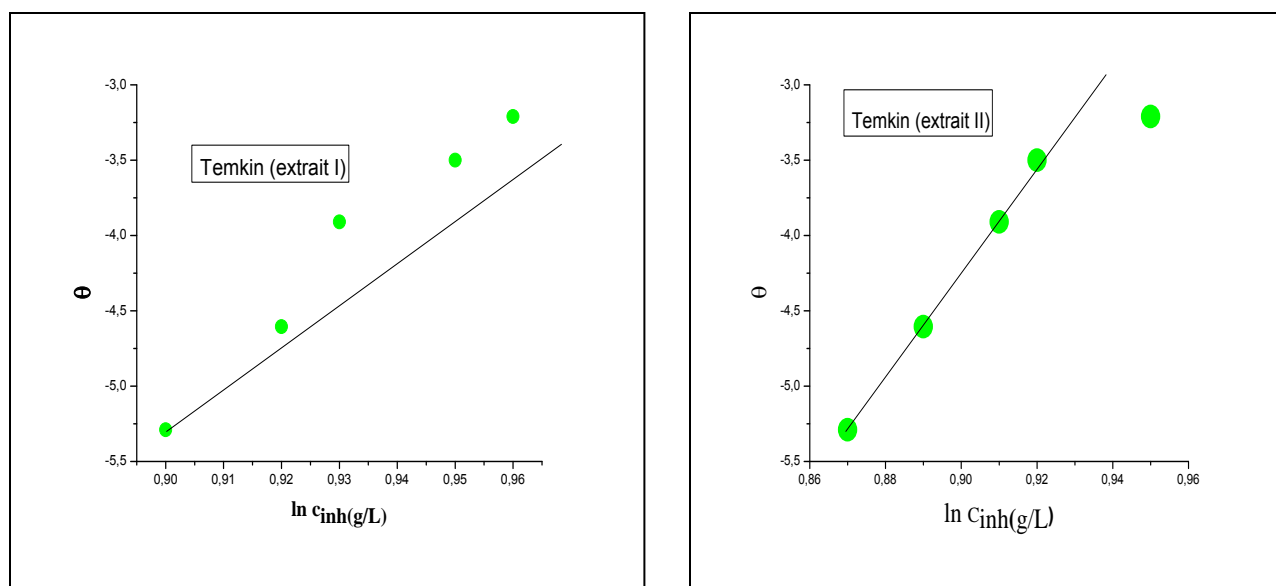 -3,0
-3,5
-4,0
-4,5
-5,0
-5,5
θ
Temkin (extrait I)
0,90 0,91 0,92 0,93 0,94 0,95 0,96
ln cinh(g/L)
-3,0
-3,5
-4,0
-4,5
-5,0
-5,5
θ
Temkin (extrait II)
0,86 0,88 0,90 0,92 0,94 0,96
ln Cinh(g/L)